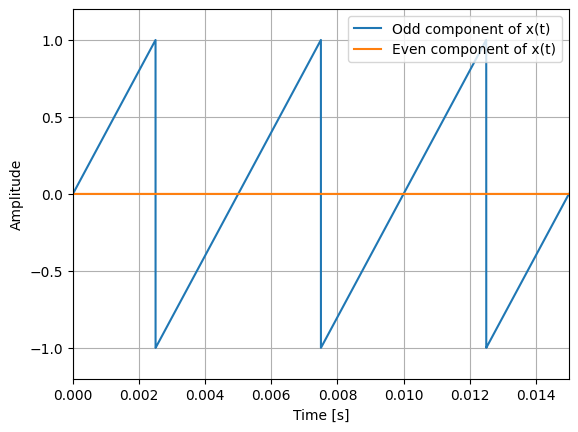 Odd component of x(t)
Even component of x(t)
Amplitude
1.0
0.5
0.0
−0.5
−1.0
0.000 0.002 0.004 0.006 0.008 0.010 0.012 0.014
Time [s]